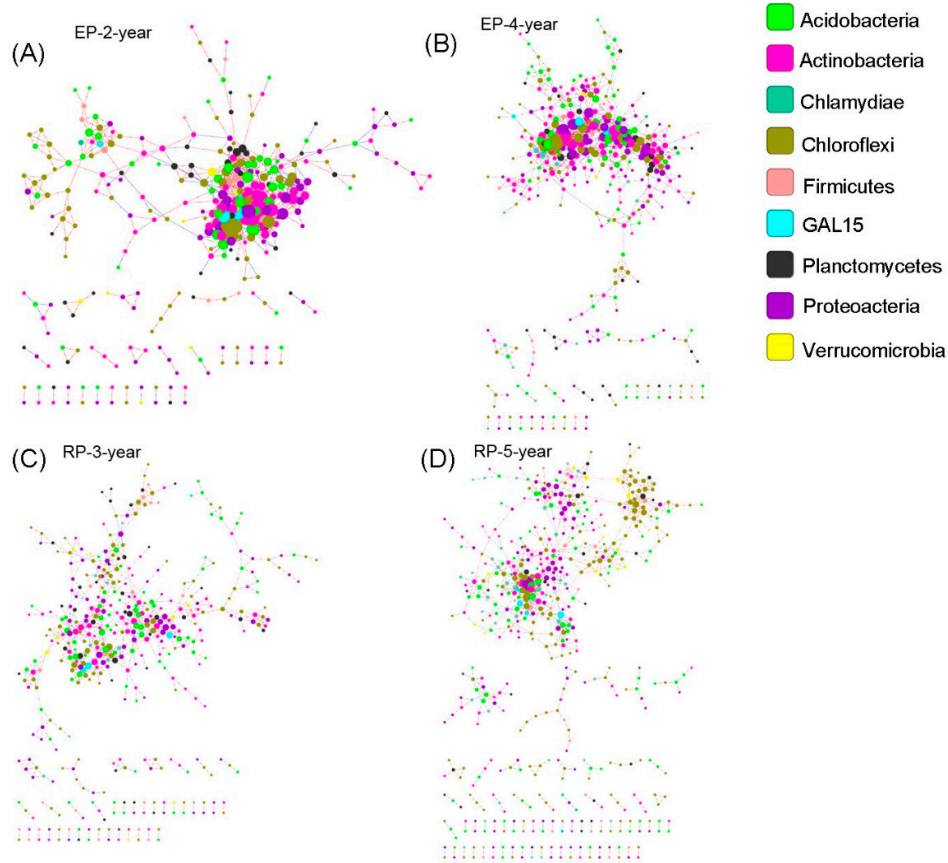 (A) EP-2-year
(B) EP-4-year
Acidobacteria
Actinobacteria
Chlamydiae
Chloroflexi
Firmicutes
GAL15
Planctomycetes
Proteobacteria
Verrucomicrobia
(C) RP-3-year
(D) RP-5-year